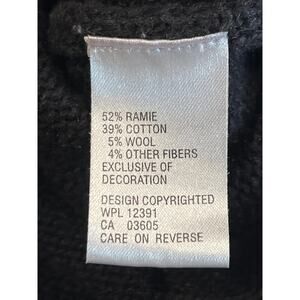 52% RAMIE
39% COTTON
5% WOOL
4% OTHER FIBERS
EXCLUSIVE OF
DECORATION
DESIGN COPYRIGHTED
WPL 12391
CA 03605
CARE ON REVERSE